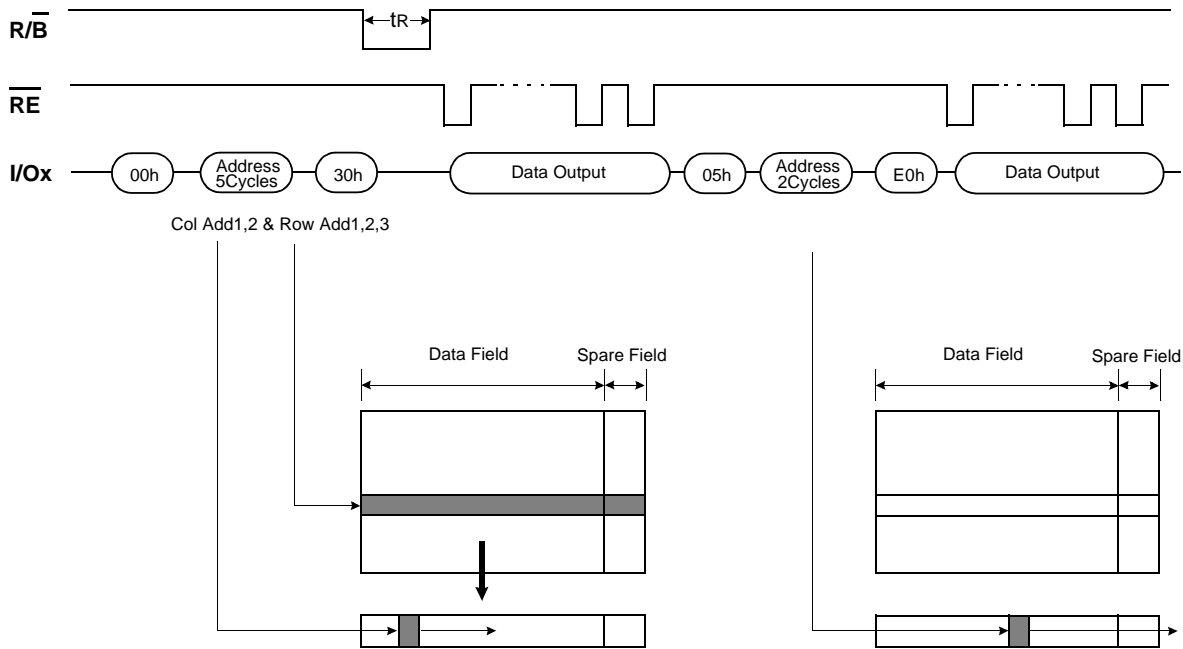 R/B tR
RE
I/Ox 00h Address 5Cycles 30h Data Output 05h Address 2Cycles E0h Data Output
Col Add1,2 & Row Add1,2,3
Data Field Spare Field Data Field Spare Field